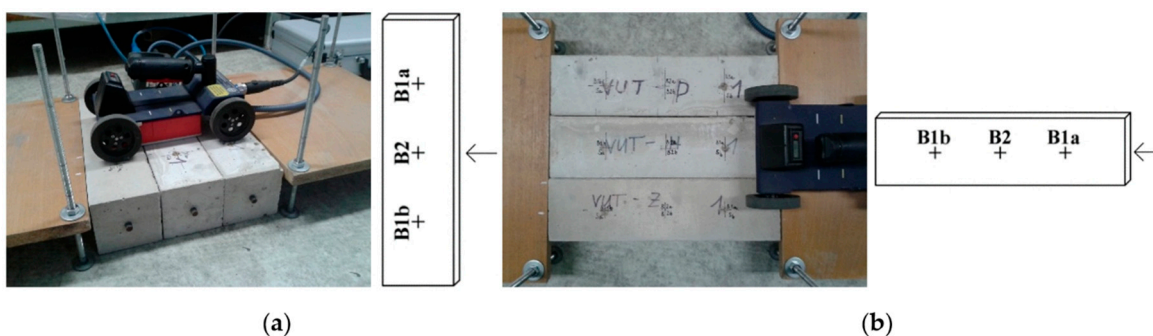 B1a
B2
B1b
VUT - D 1
VUT -
VUT - Z 1
B1b B2 B1a
(a)
(b)